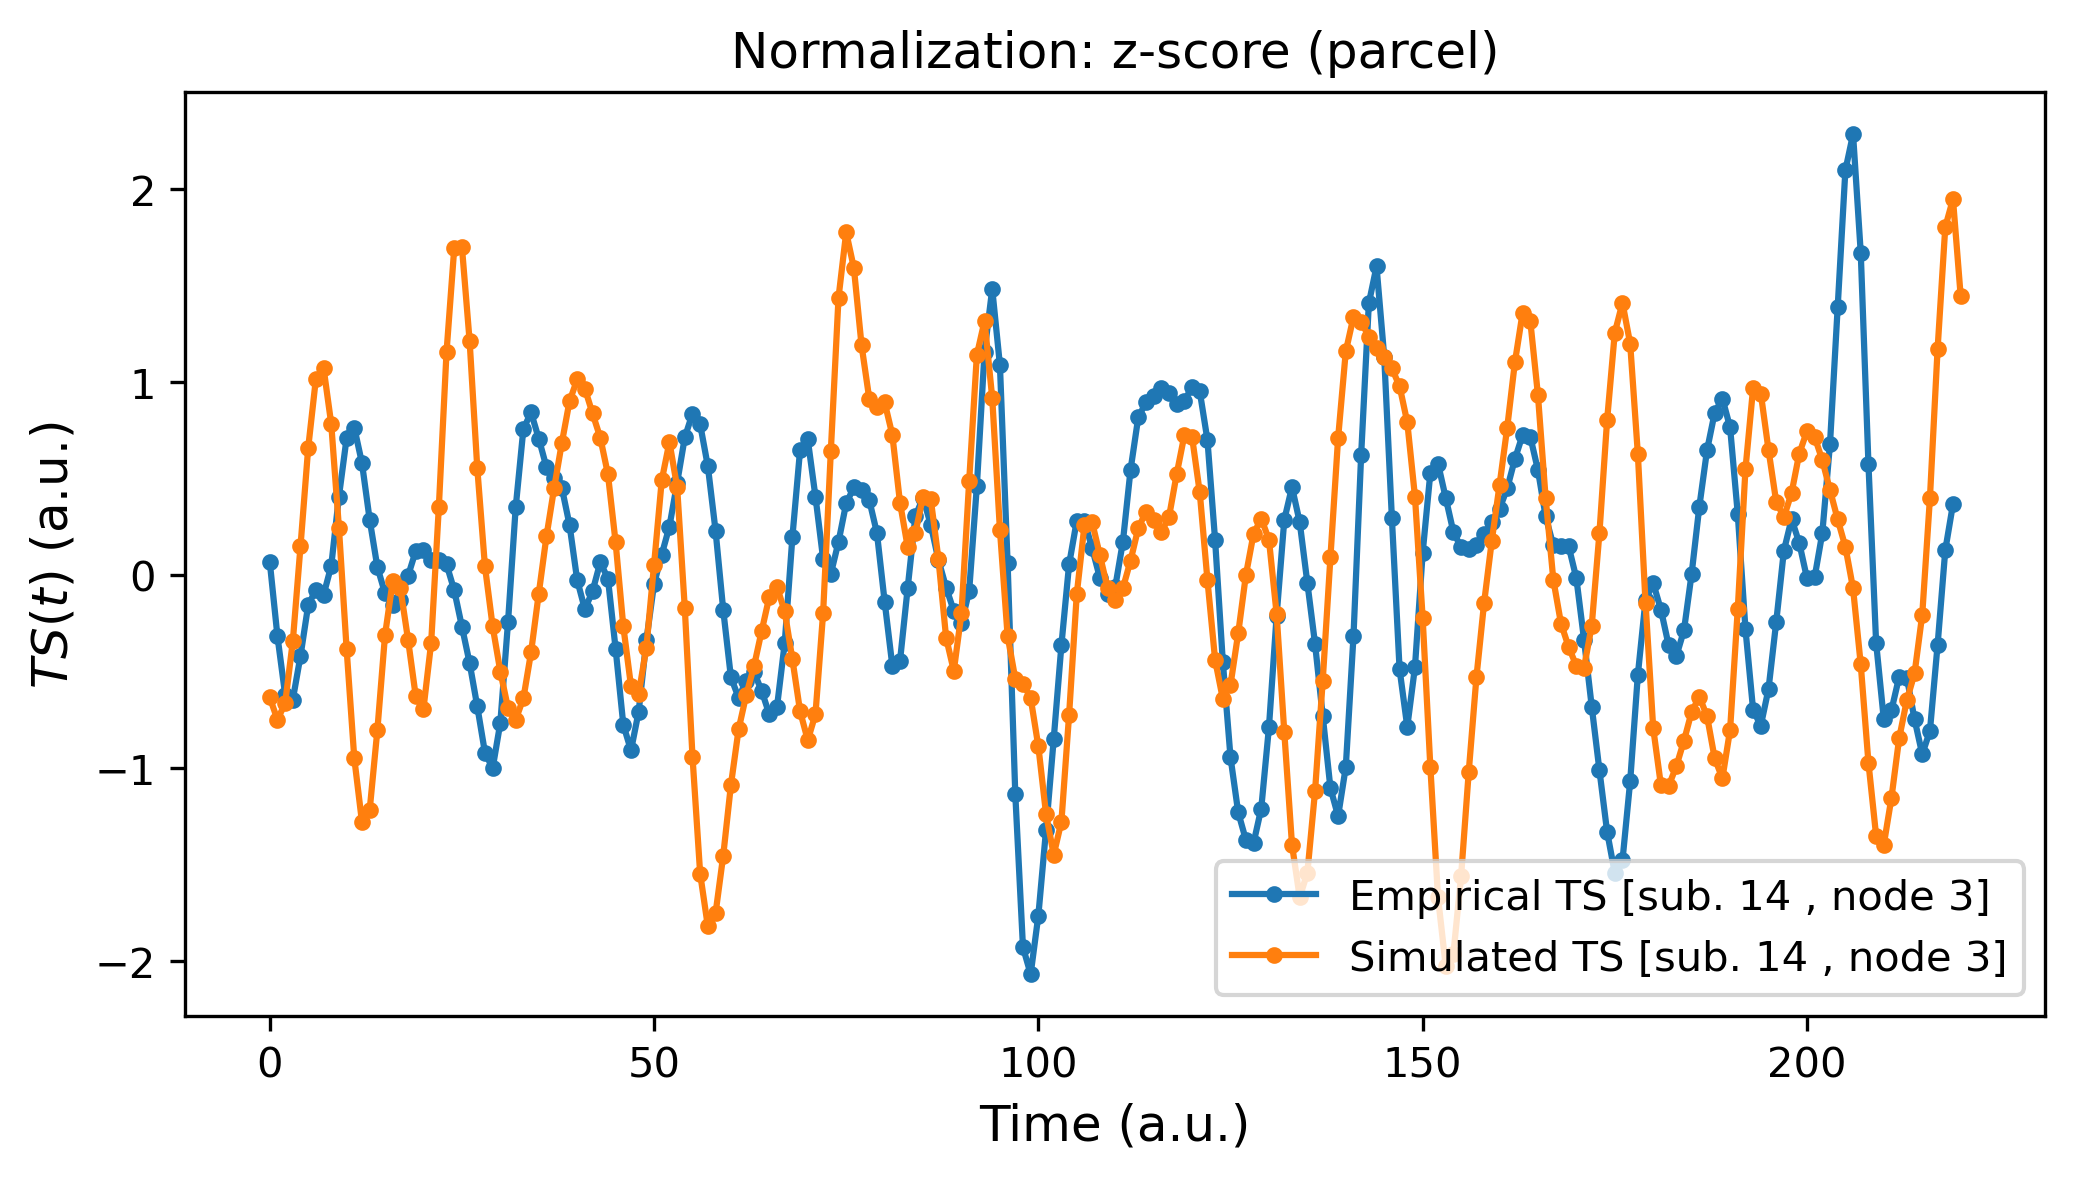 Normalization: z-score (parcel)
TS(t) (a.u.)
2
1
0
−1
−2
Empirical TS [sub. 14 , node 3]
Simulated TS [sub. 14 , node 3]
0 50 100 150 200
Time (a.u.)